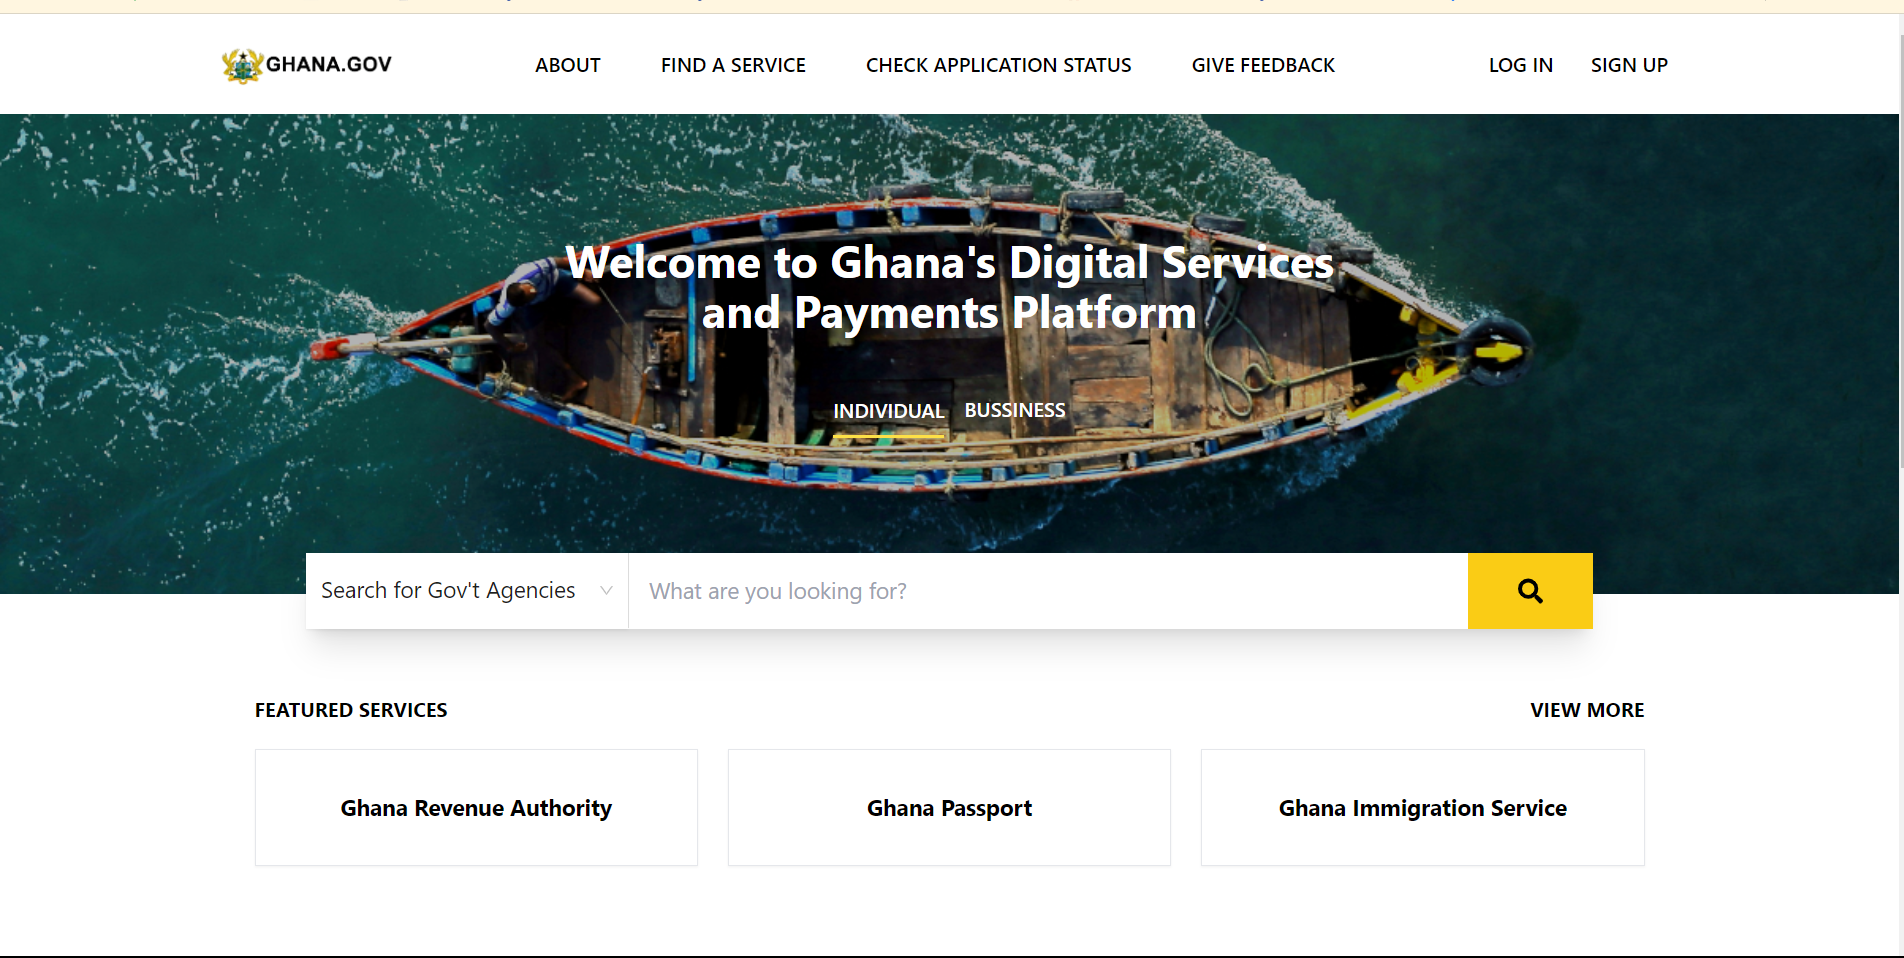 GHANA.GOV
ABOUT
FIND A SERVICE
CHECK APPLICATION STATUS
GIVE FEEDBACK
LOG IN
SIGN UP
Welcome to Ghana's Digital Services
and Payments Platform
INDIVIDUAL
BUSSINESS
Search for Gov't Agencies
What are you looking for?
FEATURED SERVICES
VIEW MORE
Ghana Revenue Authority
Ghana Passport
Ghana Immigration Service